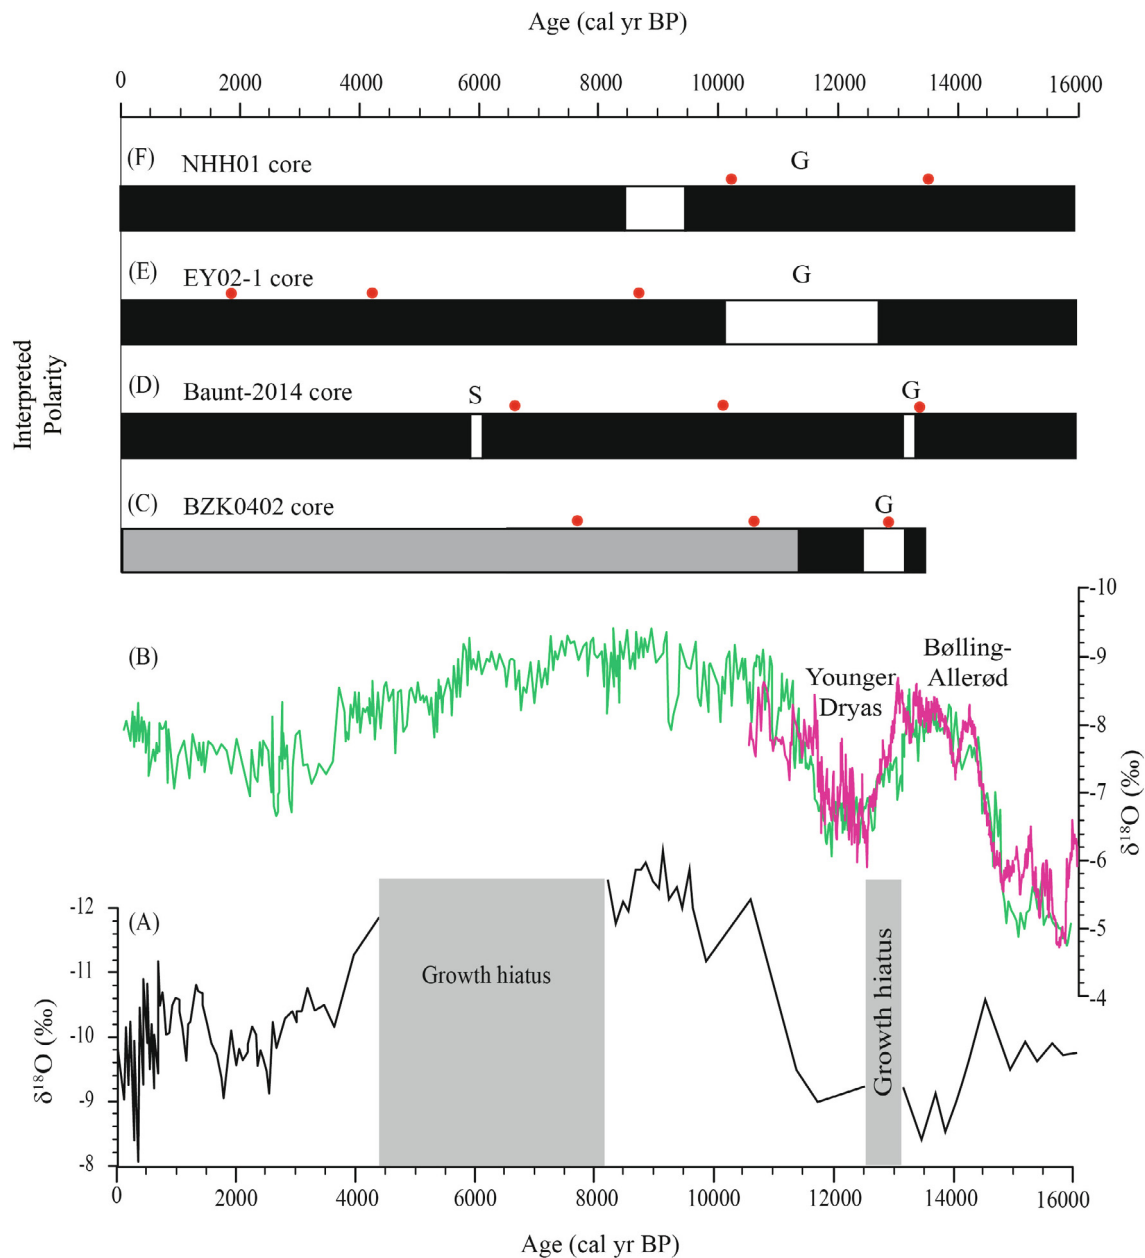 Age (cal yr BP)
0 2000 4000 6000 8000 10000 12000 14000 16000
(F) NHH01 core G
(E) EY02-1 core G
Interpreted
Polarity
(D) Baunt-2014 core S G
(C) BZK0402 core G
-10
(B)
Bølling-
Allerød
-9
Younger
Dryas
-8
-7
δ¹⁸O (‰)
-6
-5
-4
(A)
-12
-11
-10
-9
-8
δ¹⁸O (‰)
Growth hiatus
Growth hiatus
0 2000 4000 6000 8000 10000 12000 14000 16000
Age (cal yr BP)